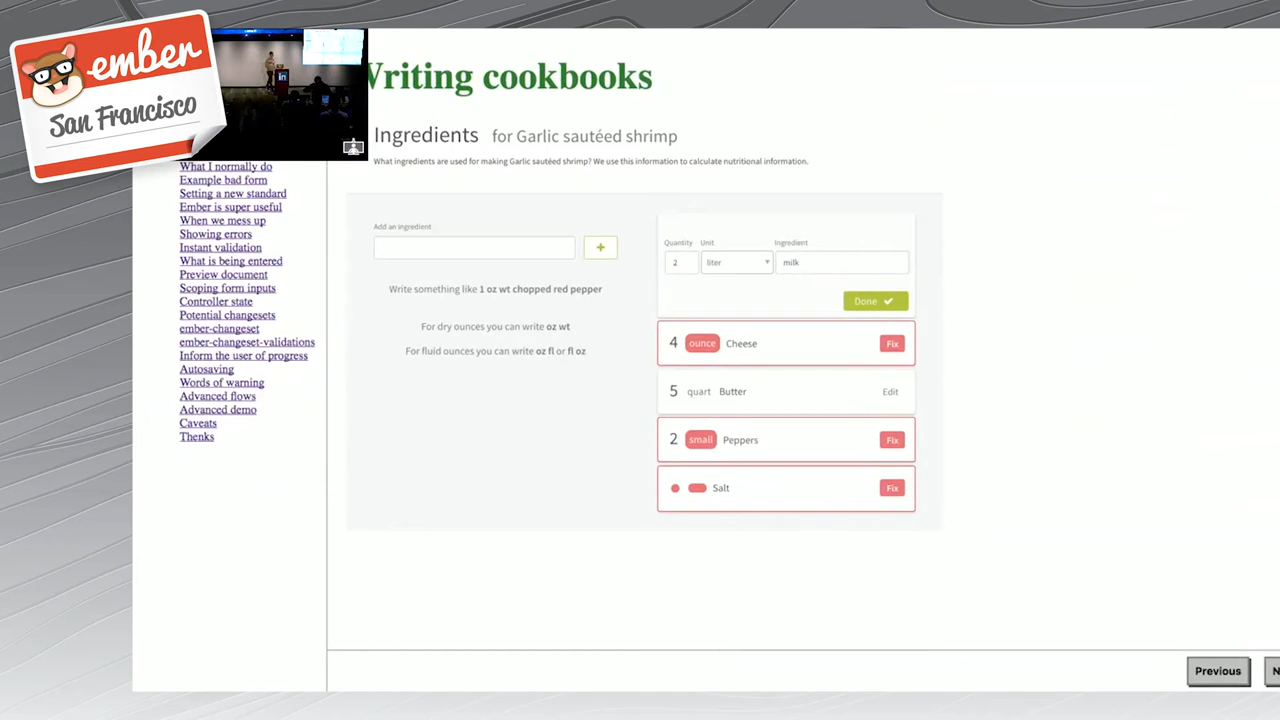 ember
San Francisco
in
Writing cookbooks
Ingredients for Garlic sautéed shrimp
What ingredients are used for making Garlic sautéed shrimp? We use this information to calculate nutritional information.
What I normally do
Example bad form
Setting a new standard
Ember is super useful
When we mess up
Showing errors
Instant validation
What is being entered
Preview document
Scoping form inputs
Controller state
Potential changesets
ember-changeset
ember-changeset-validations
Inform the user of progress
Autosaving
Words of warning
Advanced flows
Advanced demo
Caveats
Thenks
Add an ingredient
+
Write something like 1 oz wt chopped red pepper
For dry ounces you can write oz wt
For fluid ounces you can write oz fl or fl oz
Quantity Unit Ingredient
2 liter milk
Done
4 ounce Cheese Fix
5 quart Butter Edit
2 small Peppers Fix
Salt Fix
Previous